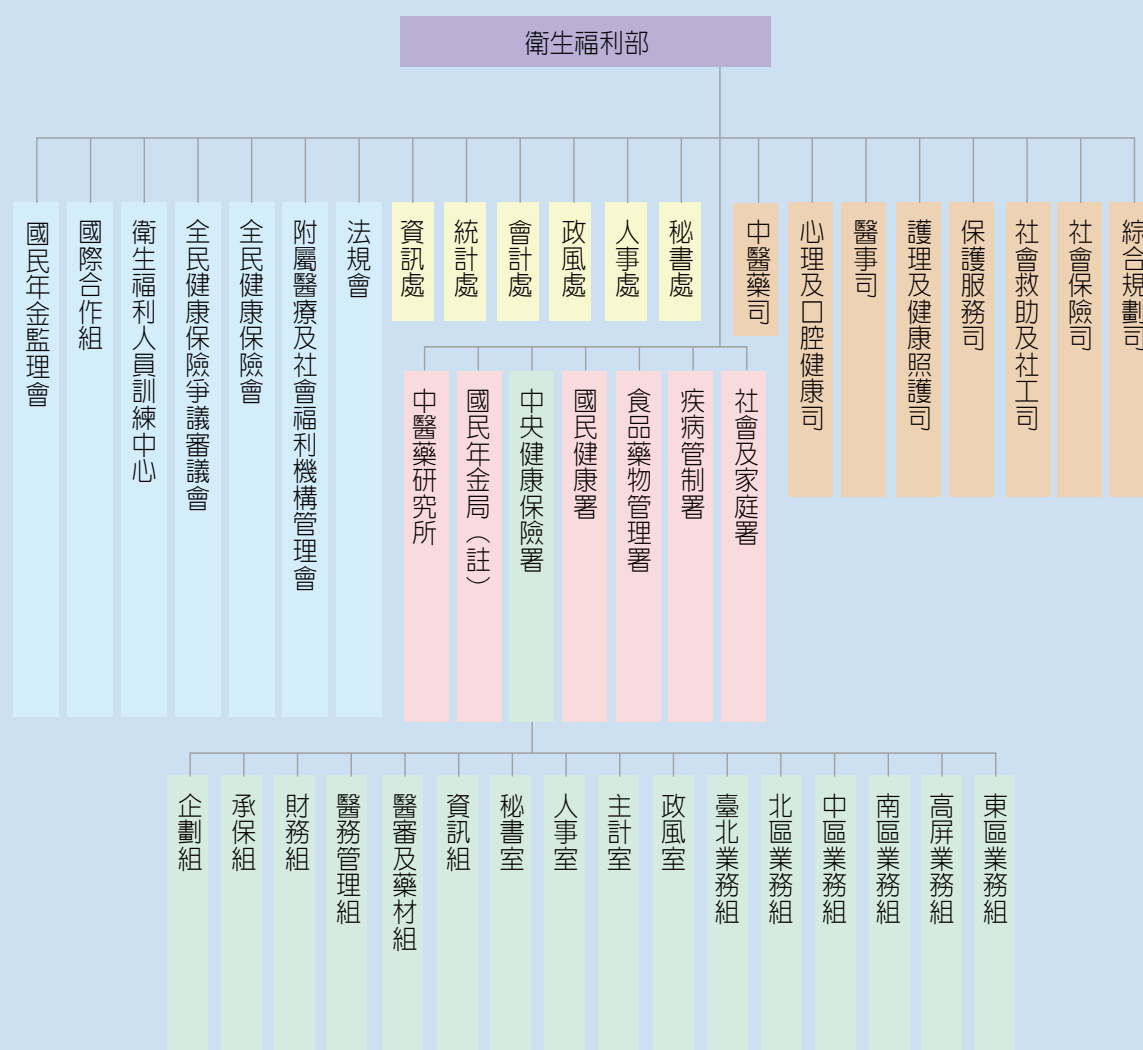 衛生福利部
國民年金監理會
國際合作組
衛生福利人員訓練中心
全民健康保險爭議審議會
全民健康保險會
附屬醫療及社會福利機構管理會
法規會
資訊處
統計處
會計處
政風處
人事處
秘書處
中醫藥司
心理及口腔健康司
醫事司
護理及健康照護司
保護服務司
社會救助及社工司
社會保險司
綜合規劃司
中醫藥研究所
國民年金局（註）
中央健康保險署
國民健康署
食品藥物管理署
疾病管制署
社會及家庭署
企劃組
承保組
財務組
醫務管理組
醫審及藥材組
資訊組
秘書室
人事室
主計室
政風室
臺北業務組
北區業務組
中區業務組
南區業務組
高屏業務組
東區業務組